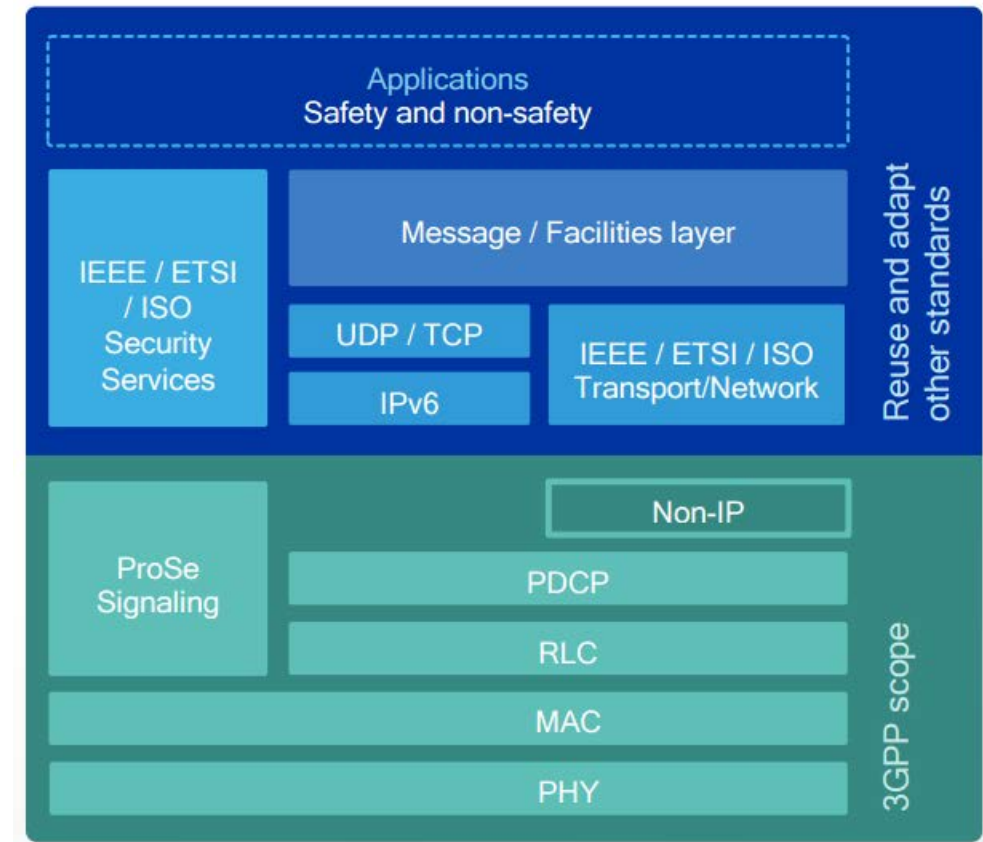 Applications
Safety and non-safety
IEEE / ETSI
/ ISO
Security
Services
Message / Facilities layer
UDP / TCP
IPv6
IEEE / ETSI / ISO
Transport/Network
Reuse and adapt
other standards
ProSe
Signaling
Non-IP
PDCP
RLC
MAC
PHY
3GPP scope